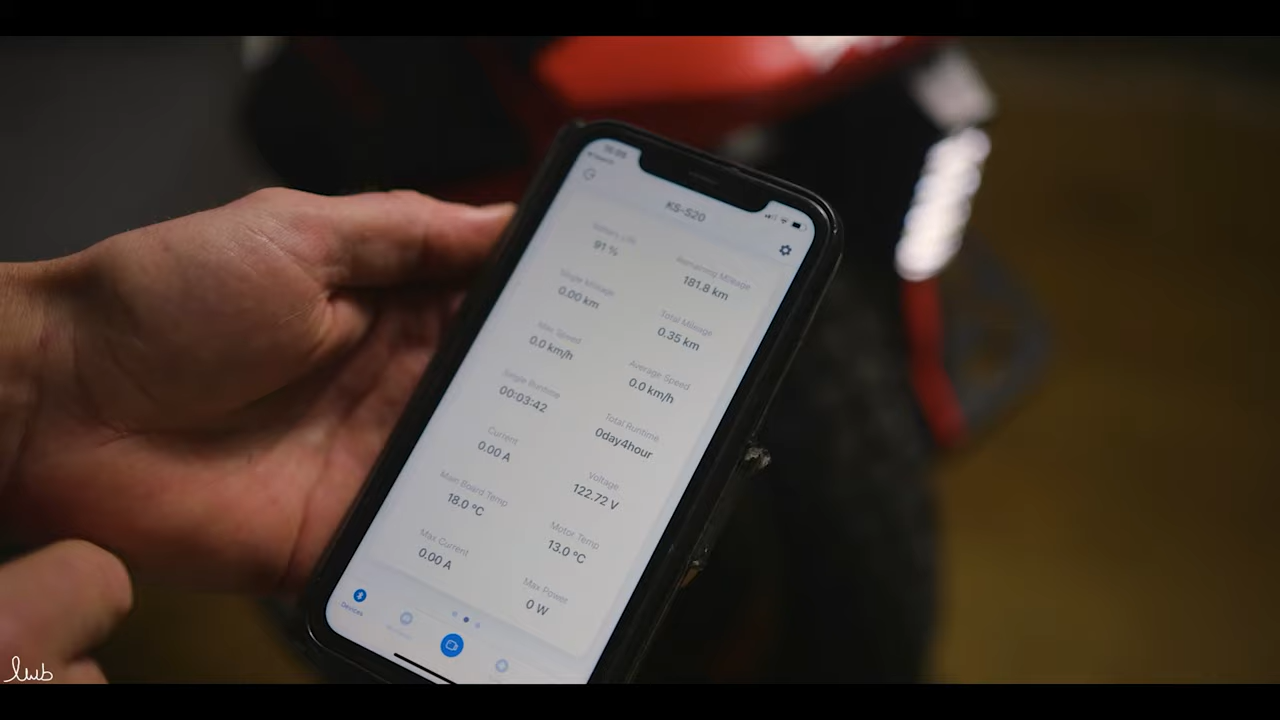 KS-S20
Battery Life
91 %
Remaining Mileage
181.8 km
Single Mileage
0.00 km
Total Mileage
0.35 km
Max Speed
0.0 km/h
Average Speed
0.0 km/h
Single Runtime
00:03:42
Total Runtime
0day4hour
Current
0.00 A
Voltage
122.72 V
Main Board Temp
18.0 °C
Motor Temp
13.0 °C
Max Current
0.00 A
Max Power
0 W
Devices
lwb